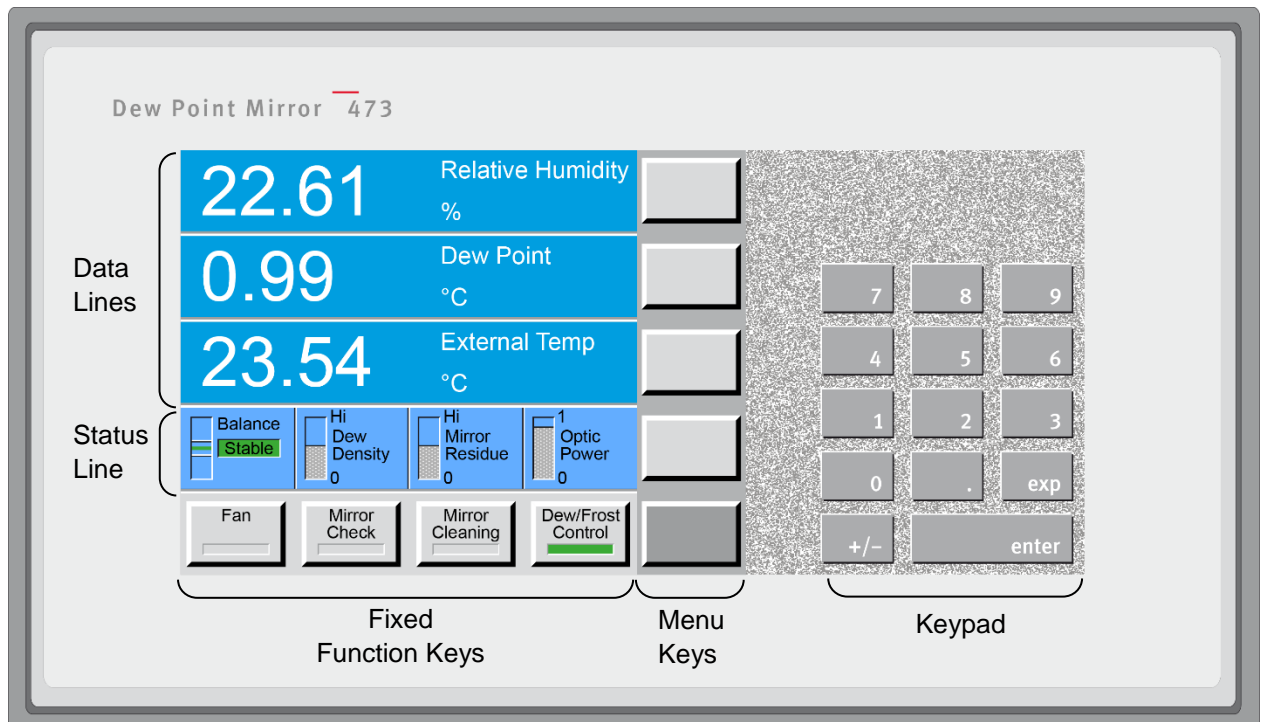 Dew Point Mirror 473
Data
Lines
22.61
Relative Humidity
%
0.99
Dew Point
°C
23.54
External Temp
°C
Status
Line
Balance
Stable
Hi
Dew
Density
0
Hi
Mirror
Residue
0
1
Optic
Power
0
Fan
Mirror
Check
Mirror
Cleaning
Dew/Frost
Control
7 8 9
4 5 6
1 2 3
0 . exp
+/− enter
Fixed
Function Keys
Menu
Keys
Keypad